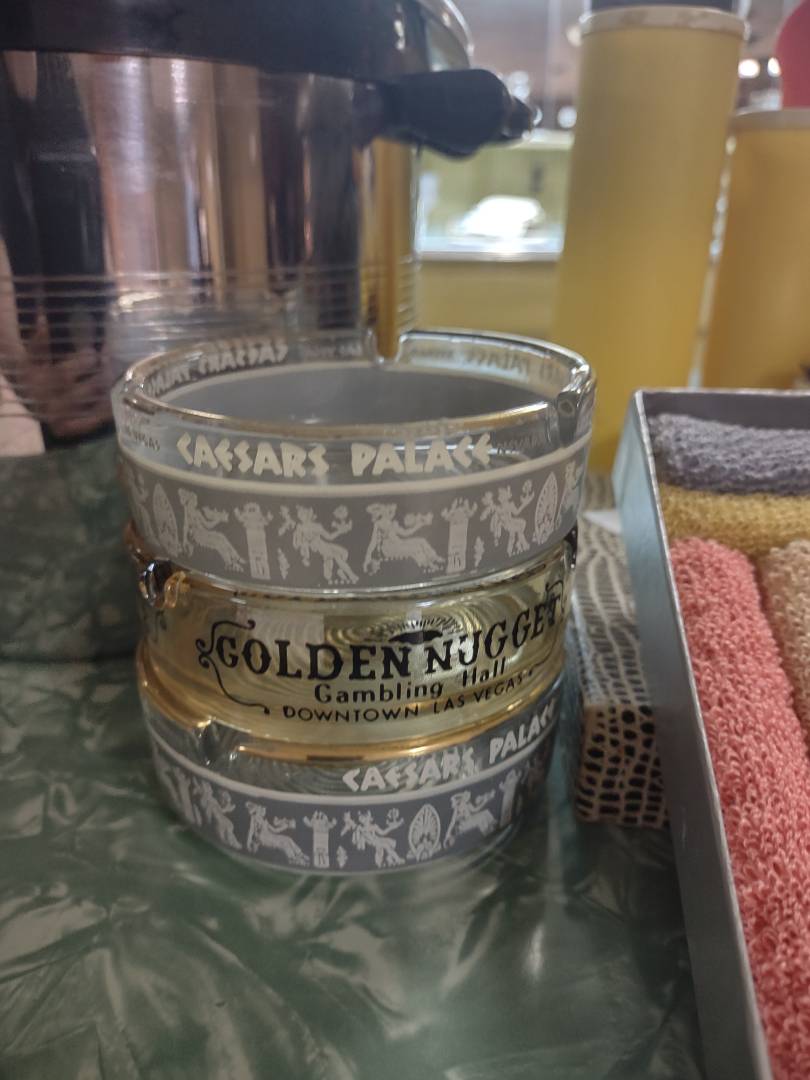 CAESARS PALACE
GOLDEN NUGGET
Gambling Hall
DOWNTOWN LAS VEGAS
CAESARS PALACE